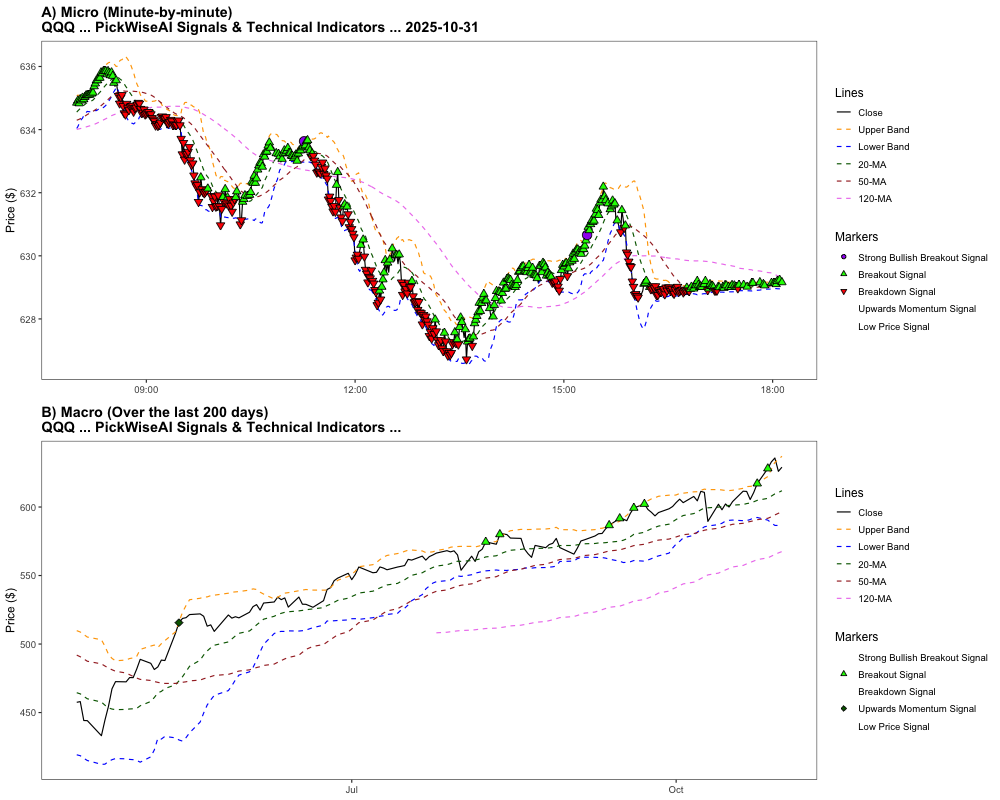 A) Micro (Minute-by-minute)
QQQ ... PickWiseAI Signals & Technical Indicators ... 2025-10-31
Price ($)
636
634
632
630
628
09:00
12:00
15:00
18:00
Lines
Close
Upper Band
Lower Band
20-MA
50-MA
120-MA
Markers
Strong Bullish Breakout Signal
Breakout Signal
Breakdown Signal
Upwards Momentum Signal
Low Price Signal
B) Macro (Over the last 200 days)
QQQ ... PickWiseAI Signals & Technical Indicators ...
Price ($)
600
550
500
450
Jul
Oct
Lines
Close
Upper Band
Lower Band
20-MA
50-MA
120-MA
Markers
Strong Bullish Breakout Signal
Breakout Signal
Breakdown Signal
Upwards Momentum Signal
Low Price Signal